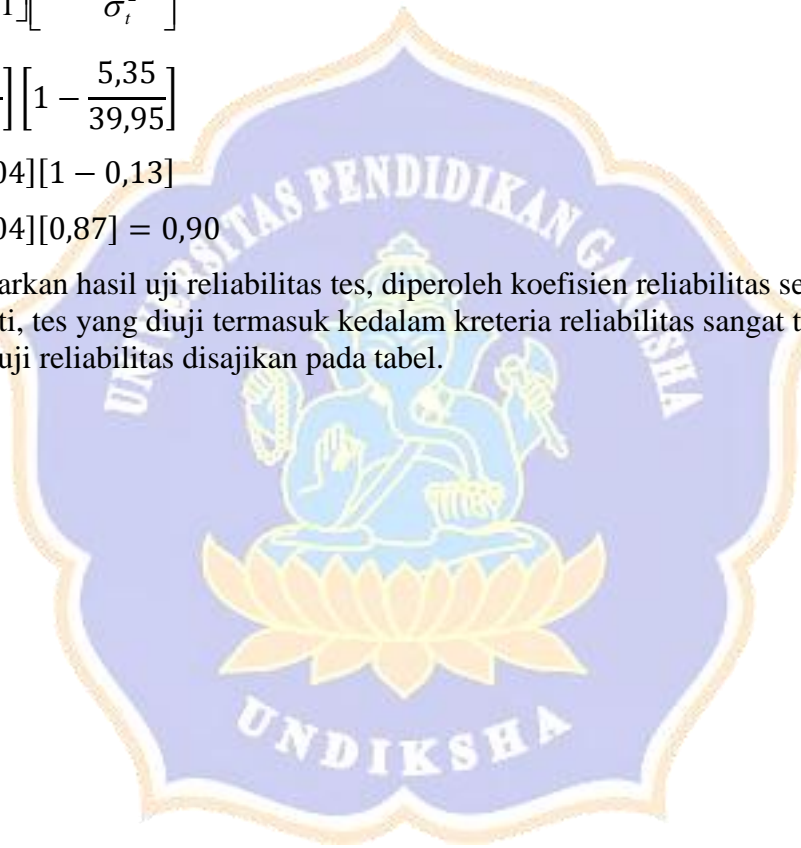 1] [ σt² ]
] [1 − 5,35/39,95]
04][1 − 0,13]
04][0,87] = 0,90
arkan hasil uji reliabilitas tes, diperoleh koefisien reliabilitas se
ti, tes yang diuji termasuk kedalam kreteria reliabilitas sangat t
uji reliabilitas disajikan pada tabel.
UNIVERSITAS PENDIDIKAN GANESHA
UNDIKSHA